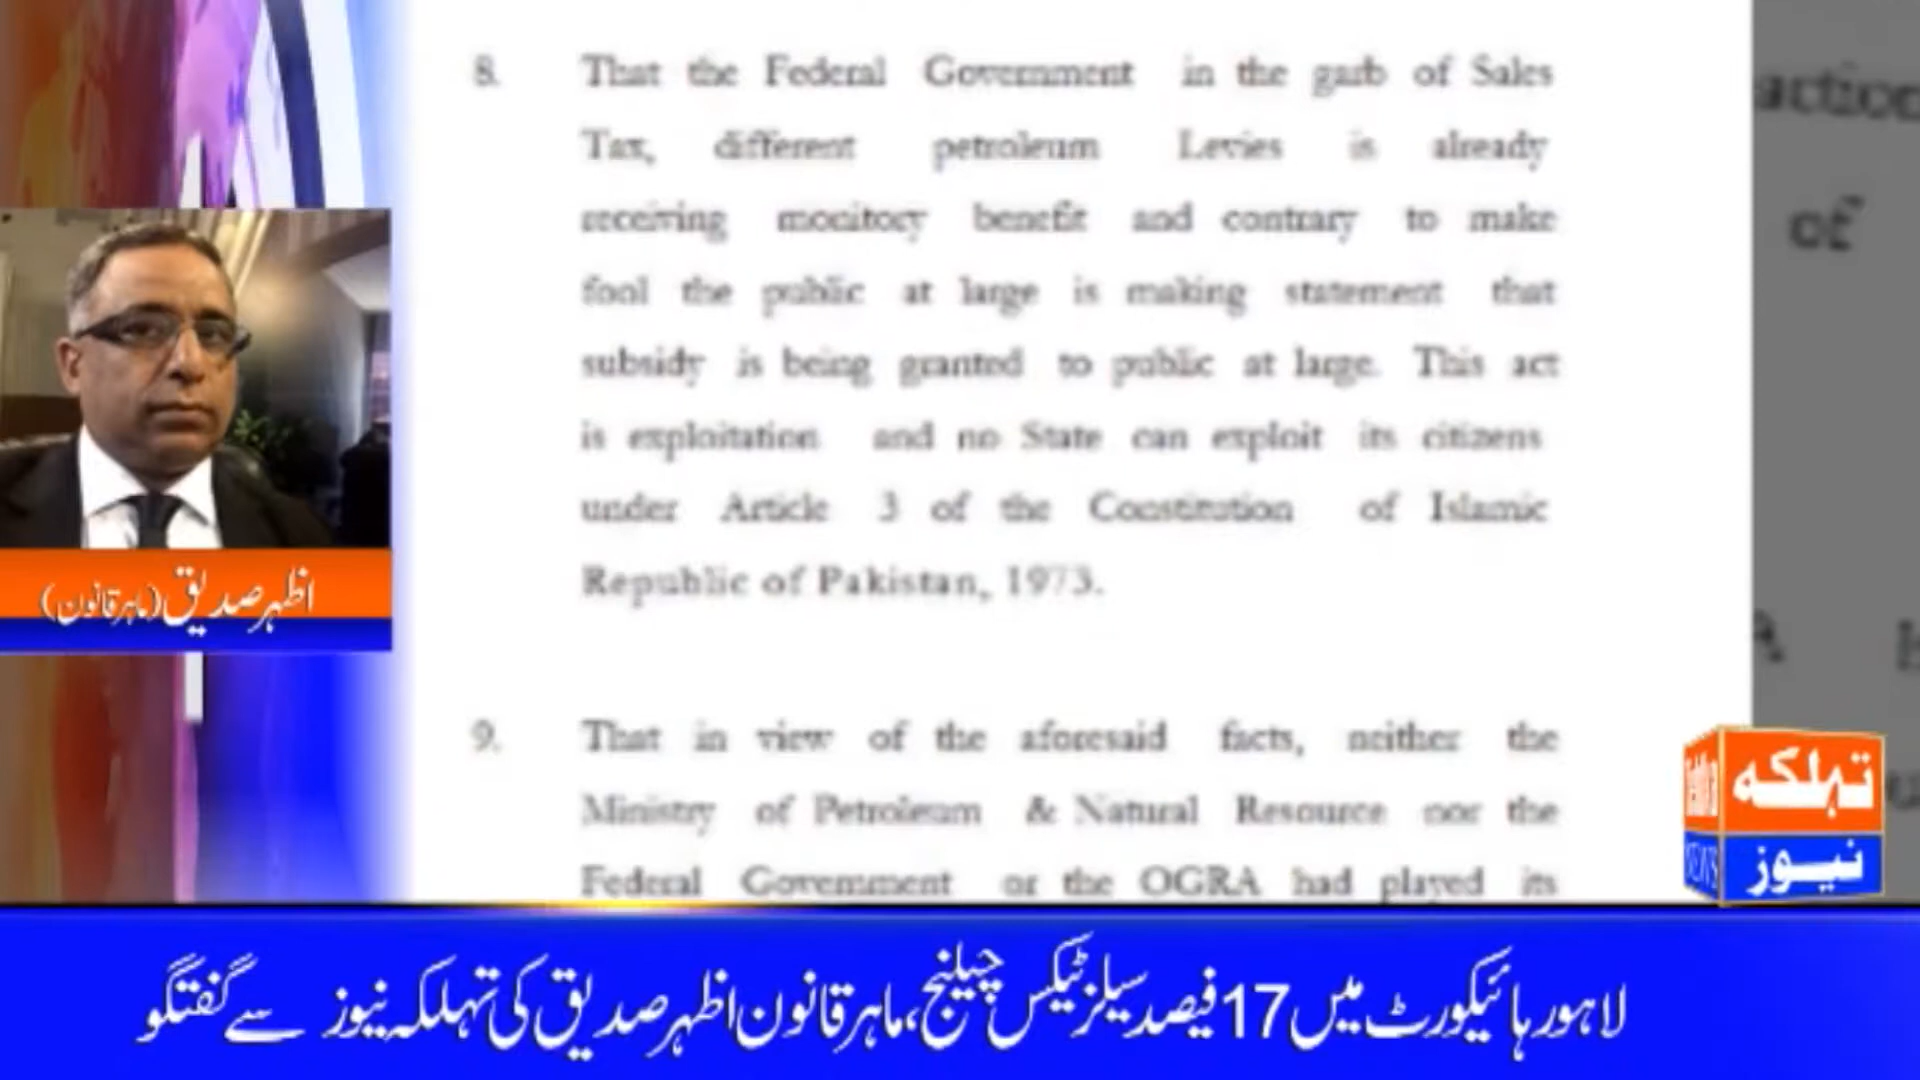 8. That the Federal Government in the garb of Sales
Tax, different petroleum Levies is already
receiving monitory benefit and contrary to make
fool the public at large is making statement that
subsidy is being granted to public at large. This act
is exploitation and no State can exploit its citizens
under Article 3 of the Constitution of Islamic
Republic of Pakistan, 1973.
9. That in view of the aforesaid facts, neither the
Ministry of Petroleum & Natural Resource nor the
Federal Government or the OGRA had played its
action
of
اظہر صدیق (ماہر قانون)
تہلکہ
نیوز
NEWS
لاہور ہائیکورٹ میں 17 فیصد سیلز ٹیکس چیلنج، ماہر قانون اظہر صدیق کی تہلکہ نیوز سے گفتگو